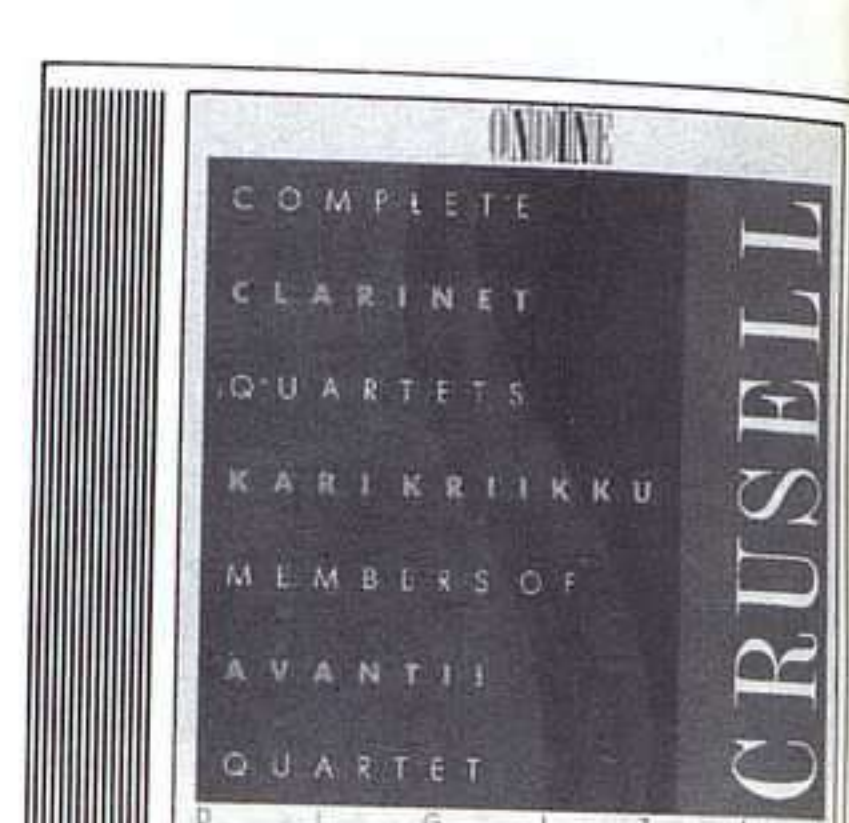 ONDINE
COMPLETE
CLARINET
QUARTETS
KARI KRIIKKU
MEMBERS OF
AVANTI!
QUARTET
CRUSELL